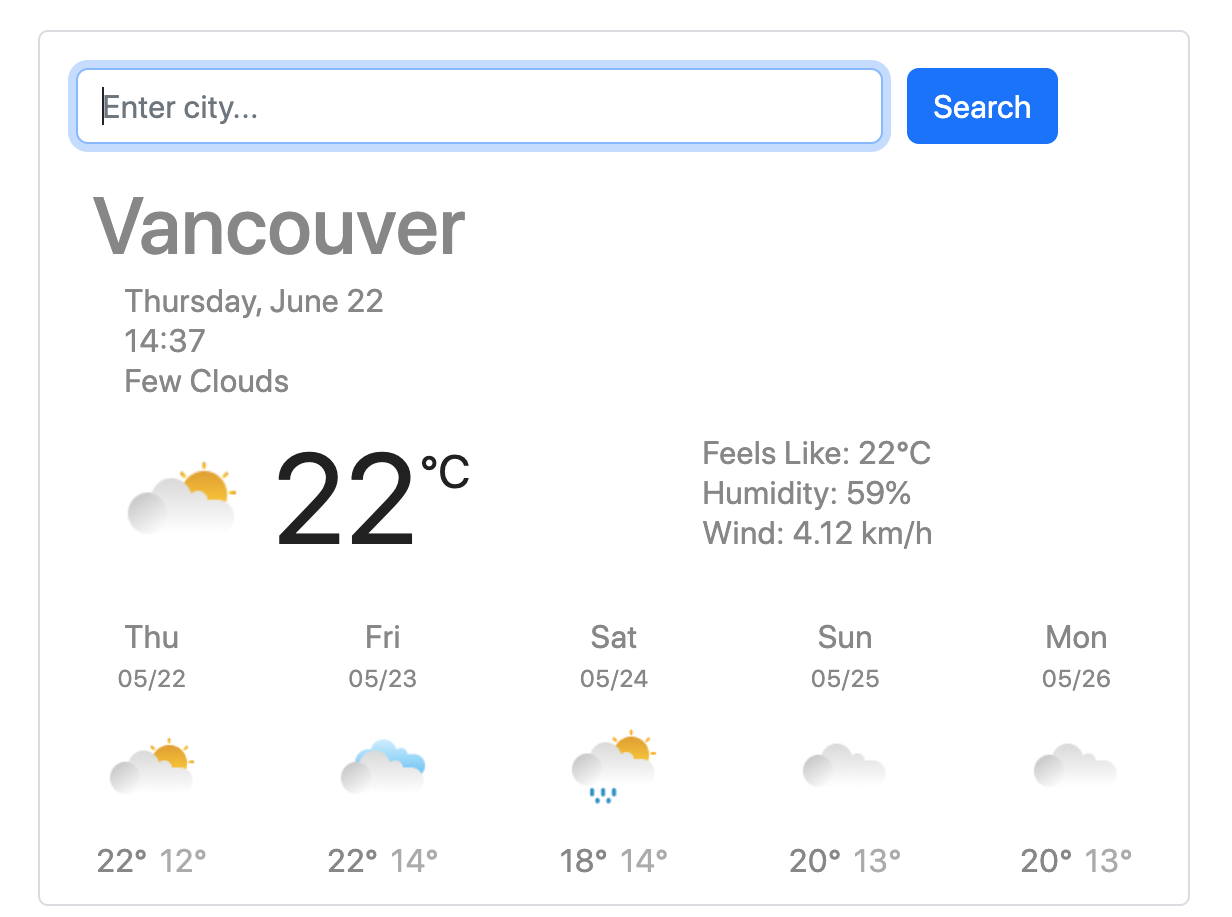 Enter city...
Search
Vancouver
Thursday, June 22
14:37
Few Clouds
22°C
Feels Like: 22°C
Humidity: 59%
Wind: 4.12 km/h
Thu Fri Sat Sun Mon
05/22 05/23 05/24 05/25 05/26
22° 12° 22° 14° 18° 14° 20° 13° 20° 13°